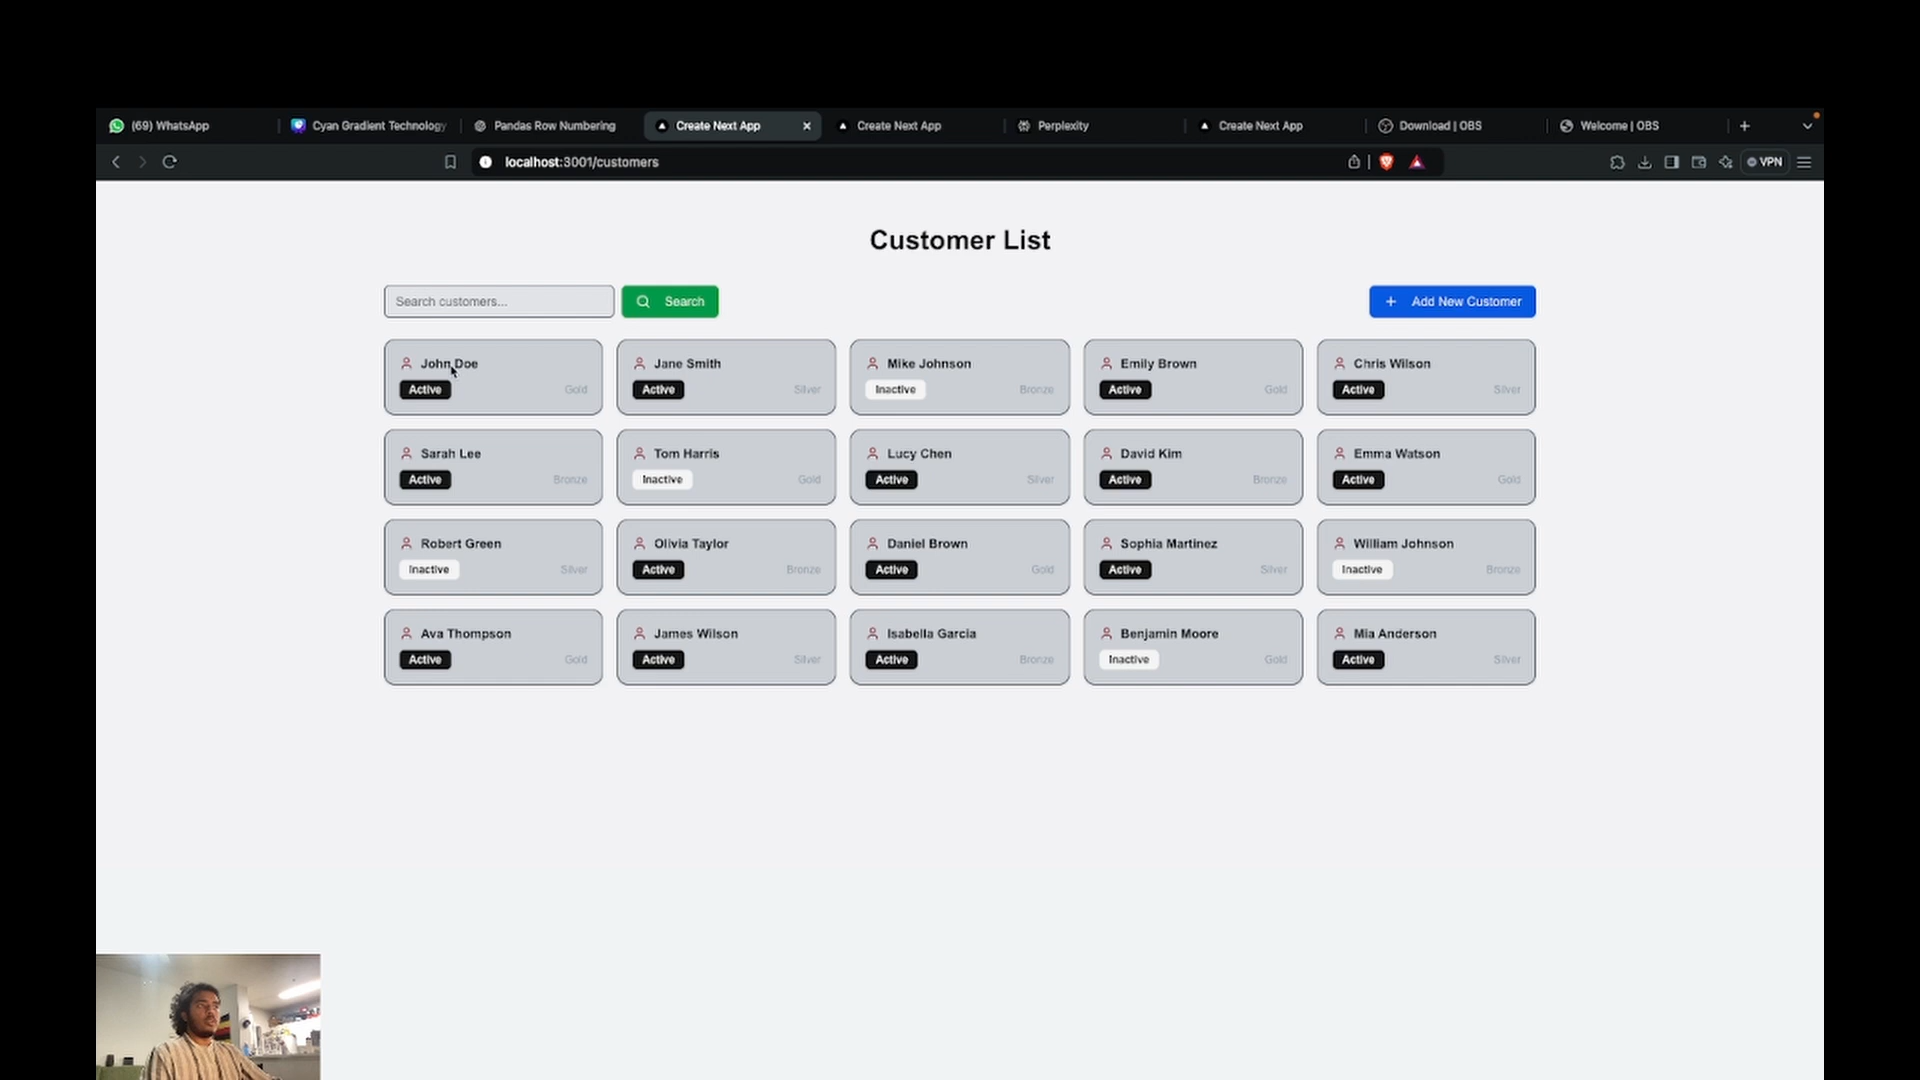 (69) WhatsApp
Cyan Gradient Technology
Pandas Row Numbering
Create Next App
Create Next App
Perplexity
Create Next App
Download | OBS
Welcome | OBS
localhost:3001/customers
VPN
Customer List
Search customers...
Search
Add New Customer
John Doe
Active
Gold
Jane Smith
Active
Silver
Mike Johnson
Inactive
Bronze
Emily Brown
Active
Gold
Chris Wilson
Active
Silver
Sarah Lee
Active
Bronze
Tom Harris
Inactive
Gold
Lucy Chen
Active
Silver
David Kim
Active
Bronze
Emma Watson
Active
Gold
Robert Green
Inactive
Silver
Olivia Taylor
Active
Bronze
Daniel Brown
Active
Gold
Sophia Martinez
Active
Silver
William Johnson
Inactive
Bronze
Ava Thompson
Active
Gold
James Wilson
Active
Silver
Isabella Garcia
Active
Bronze
Benjamin Moore
Inactive
Gold
Mia Anderson
Active
Silver